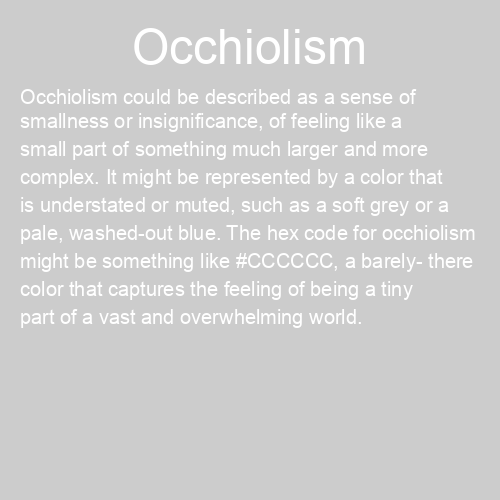 Occhiolism
Occhiolism could be described as a sense of
smallness or insignificance, of feeling like a
small part of something much larger and more
complex. It might be represented by a color that
is understated or muted, such as a soft grey or a
pale, washed-out blue. The hex code for occhiolism
might be something like #CCCCCC, a barely- there
color that captures the feeling of being a tiny
part of a vast and overwhelming world.